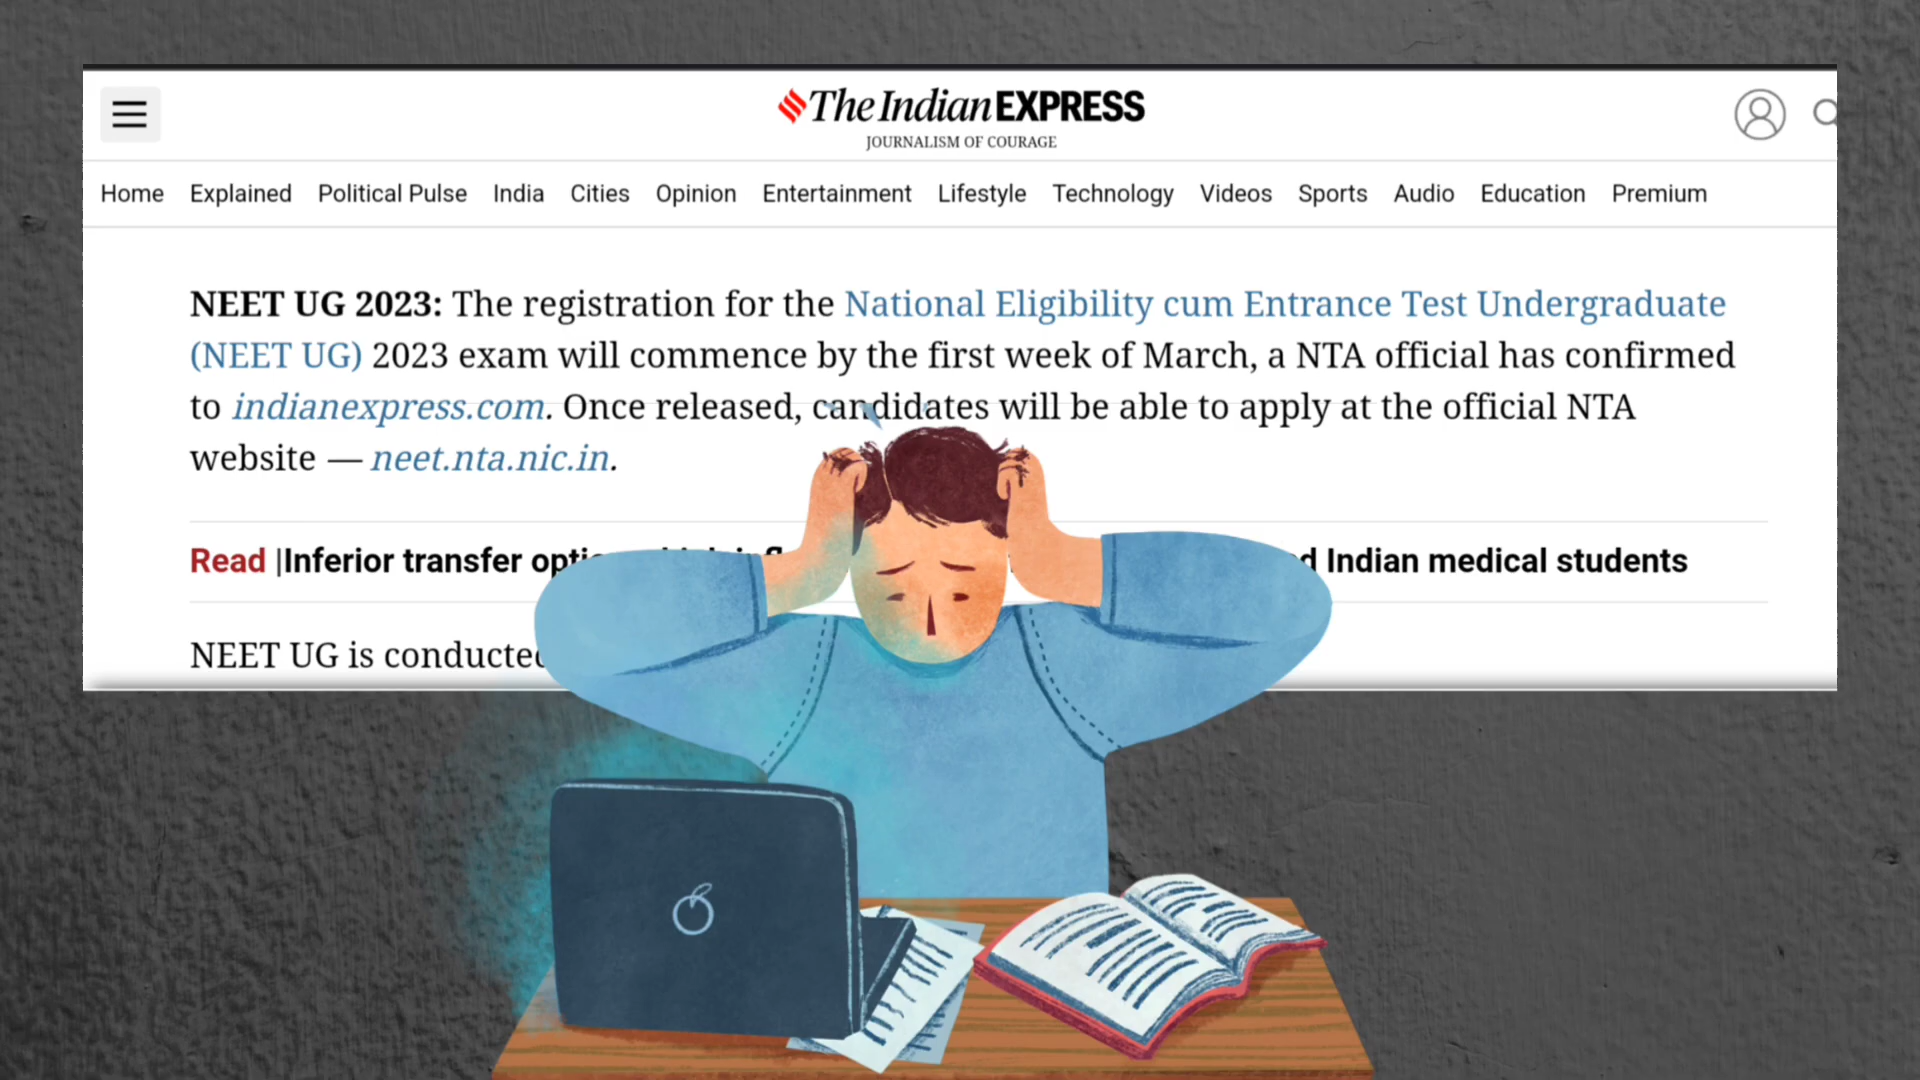 The Indian EXPRESS
JOURNALISM OF COURAGE
Home Explained Political Pulse India Cities Opinion Entertainment Lifestyle Technology Videos Sports Audio Education Premium
NEET UG 2023: The registration for the National Eligibility cum Entrance Test Undergraduate
(NEET UG) 2023 exam will commence by the first week of March, a NTA official has confirmed
to indianexpress.com. Once released, candidates will be able to apply at the official NTA
website — neet.nta.nic.in.
Read |Inferior transfer Indian medical students
NEET UG is conducted